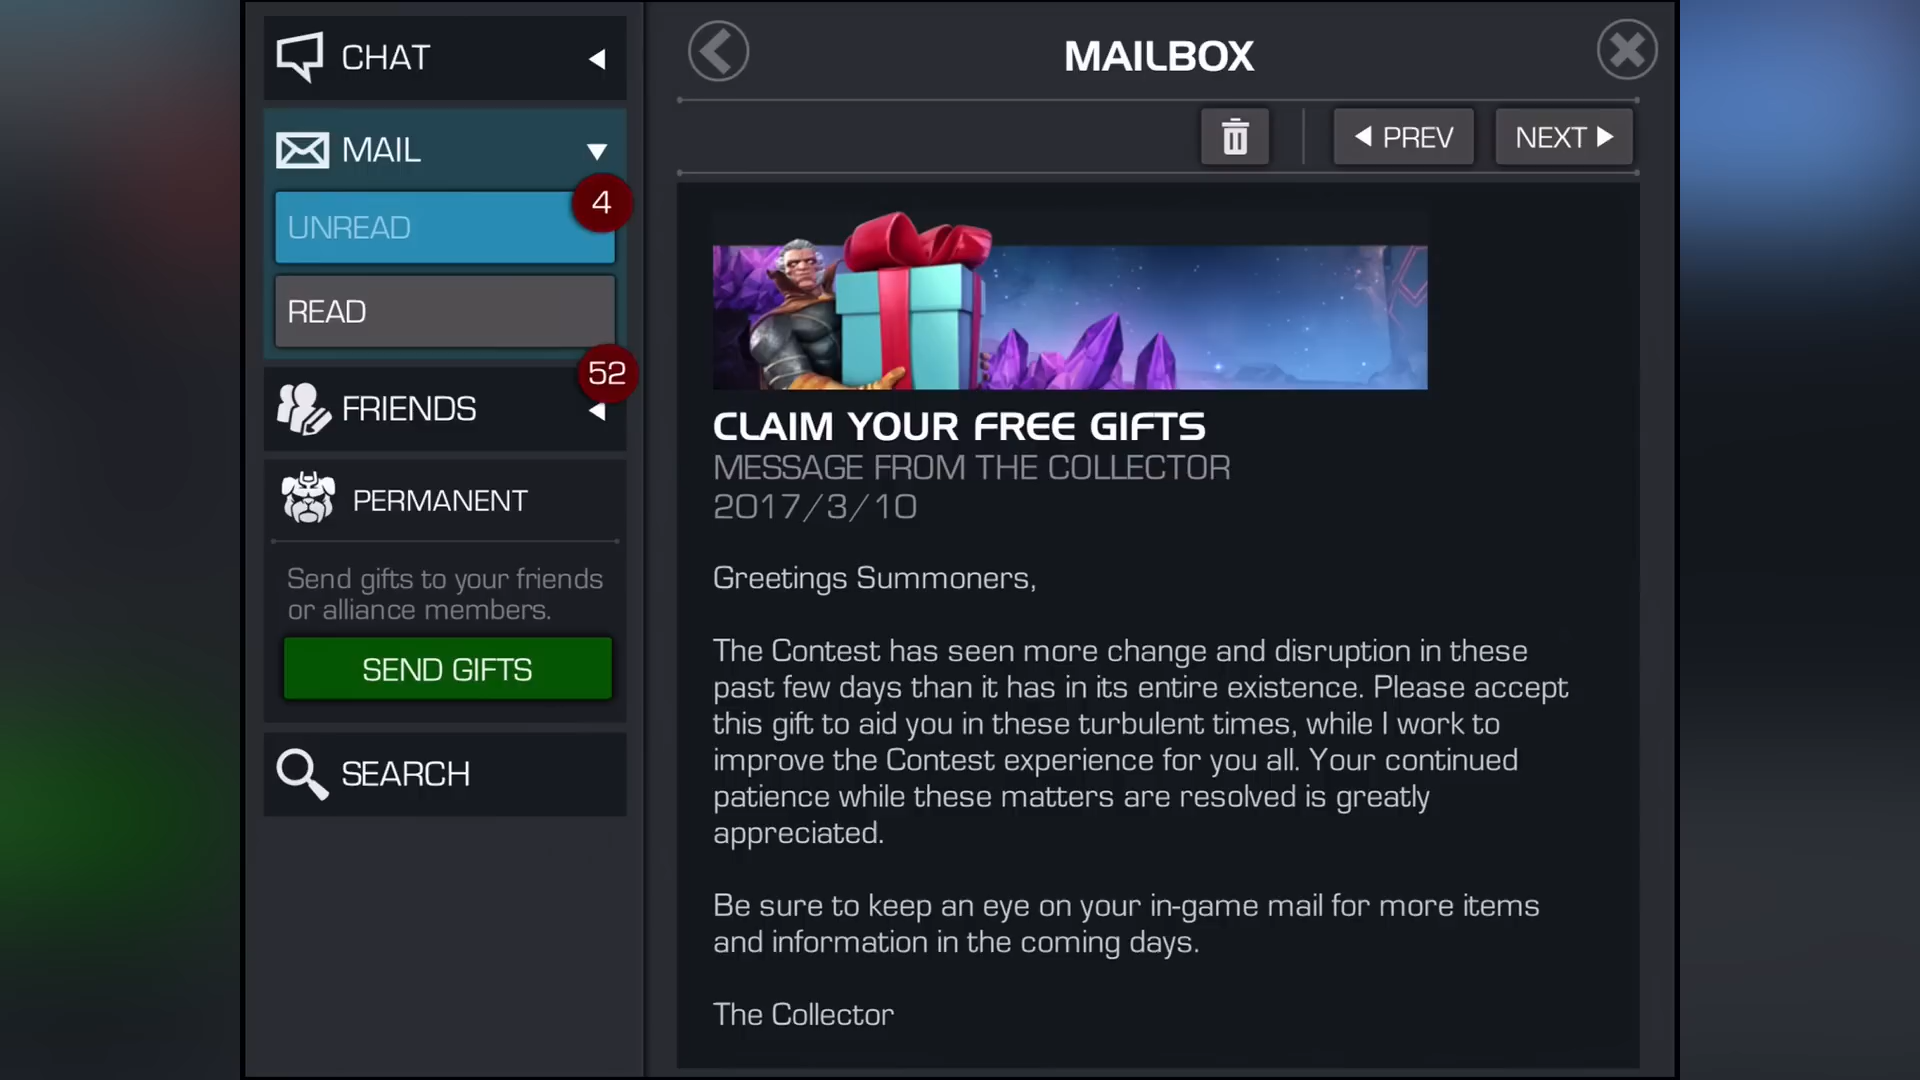 CHAT
MAIL
4
UNREAD
READ
52
FRIENDS
PERMANENT
Send gifts to your friends
or alliance members.
SEND GIFTS
SEARCH
MAILBOX
PREV
NEXT
CLAIM YOUR FREE GIFTS
MESSAGE FROM THE COLLECTOR
2017/3/10
Greetings Summoners,
The Contest has seen more change and disruption in these
past few days than it has in its entire existence. Please accept
this gift to aid you in these turbulent times, while I work to
improve the Contest experience for you all. Your continued
patience while these matters are resolved is greatly
appreciated.
Be sure to keep an eye on your in-game mail for more items
and information in the coming days.
The Collector